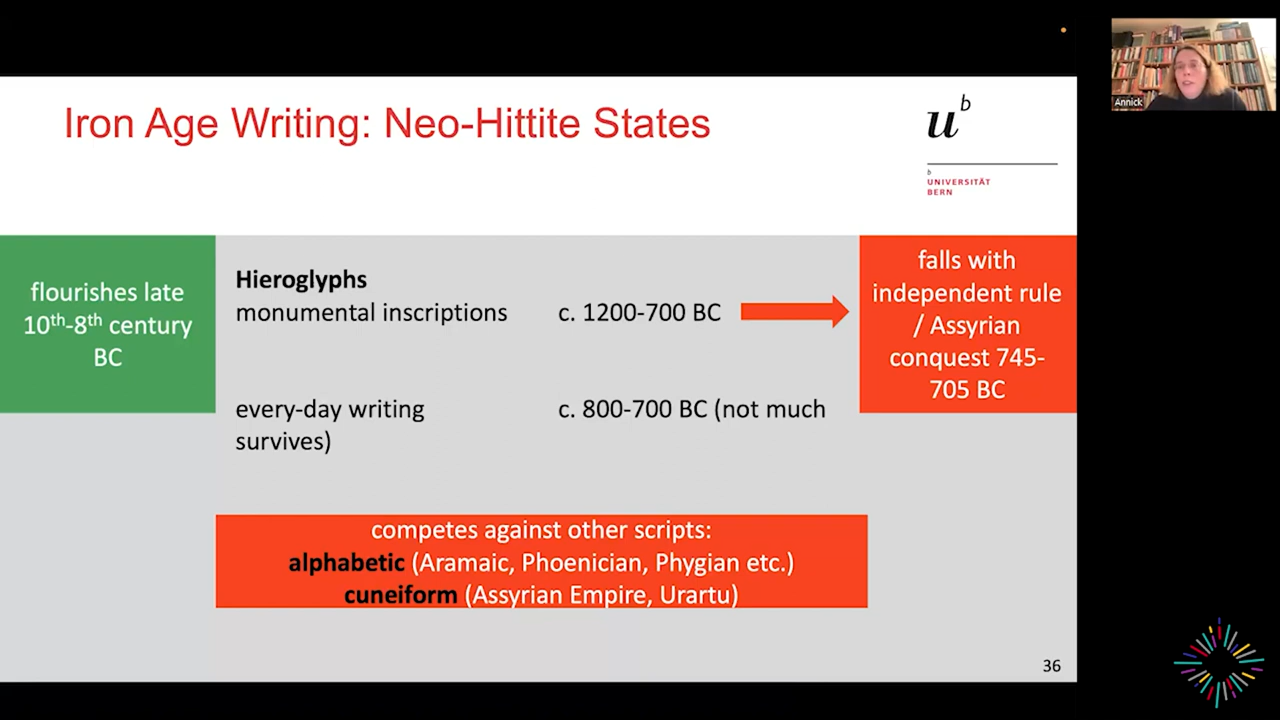 Iron Age Writing: Neo-Hittite States
u^b
b
UNIVERSITÄT
BERN
Annick
flourishes late
10th-8th century
BC
Hieroglyphs
monumental inscriptions c. 1200-700 BC
every-day writing c. 800-700 BC (not much
survives)
falls with
independent rule
/ Assyrian
conquest 745-
705 BC
competes against other scripts:
alphabetic (Aramaic, Phoenician, Phygian etc.)
cuneiform (Assyrian Empire, Urartu)
36